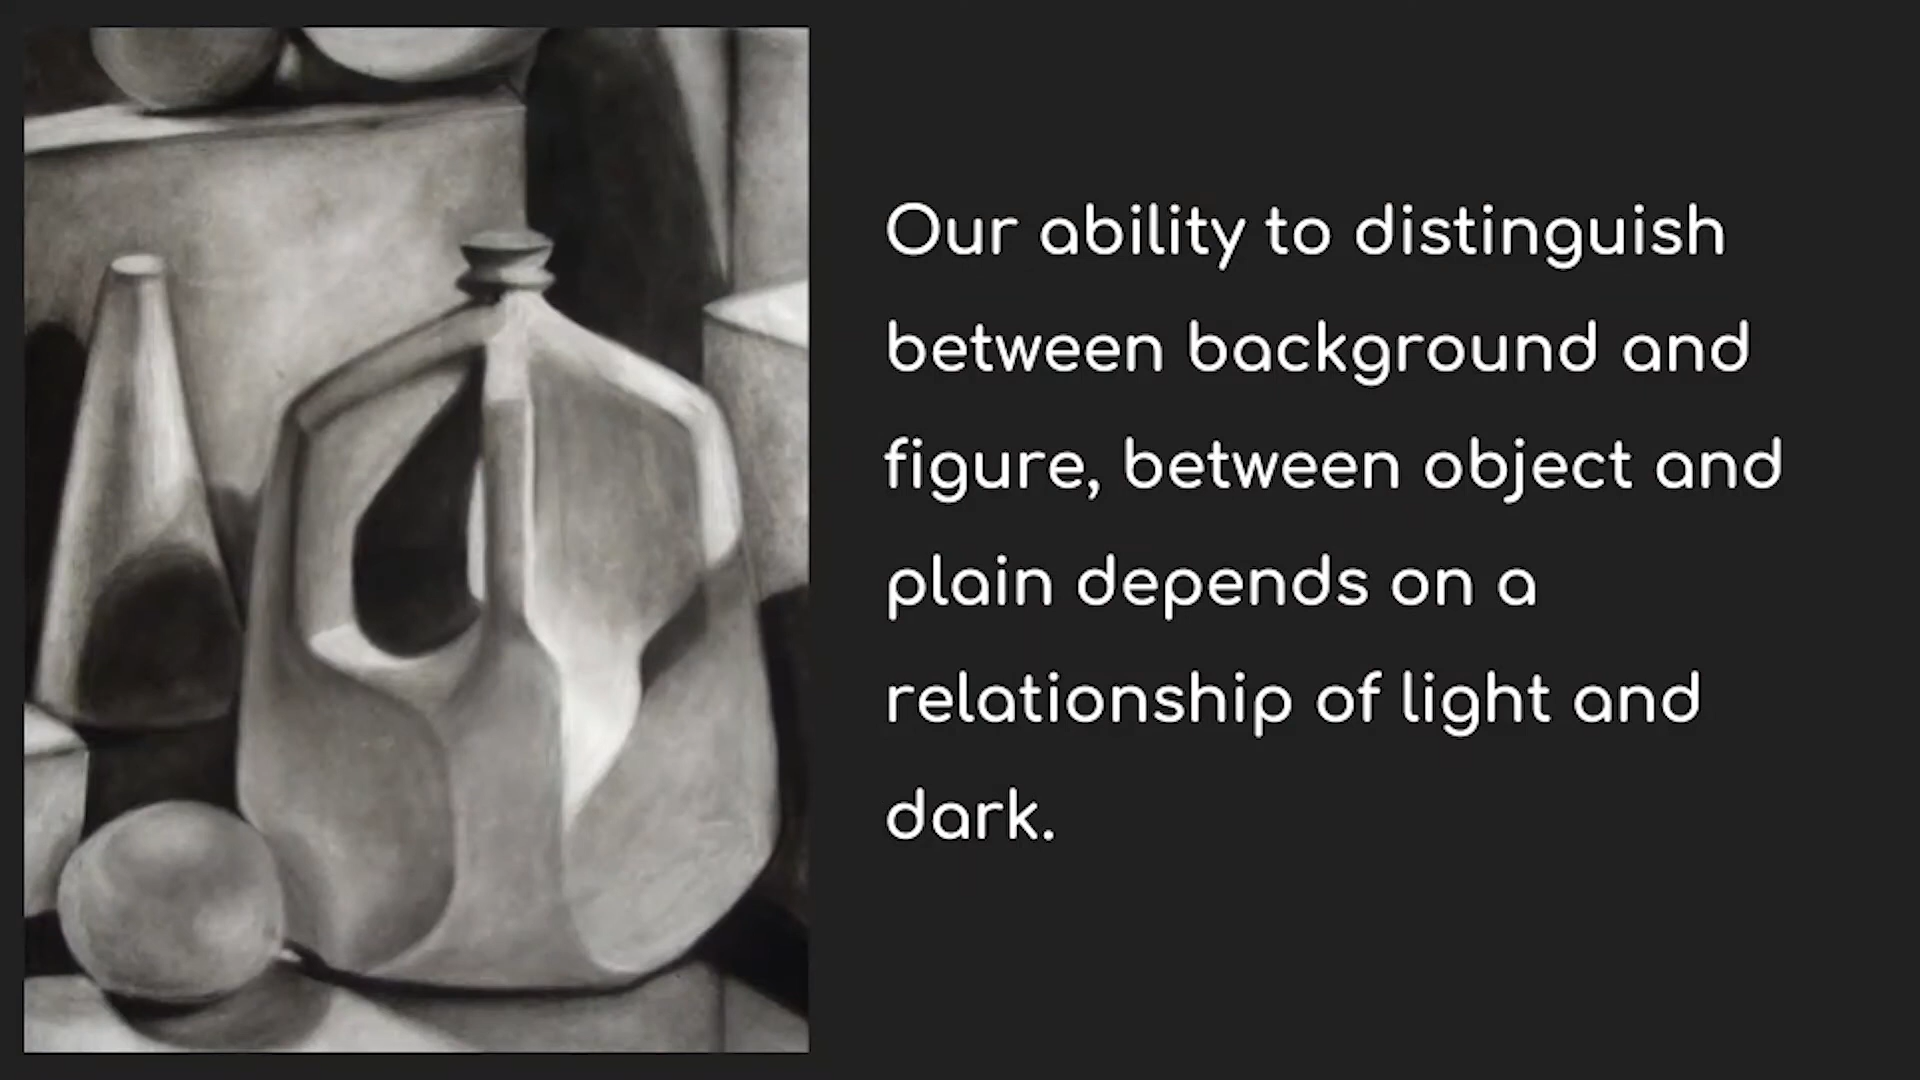 Our ability to distinguish
between background and
figure, between object and
plain depends on a
relationship of light and
dark.